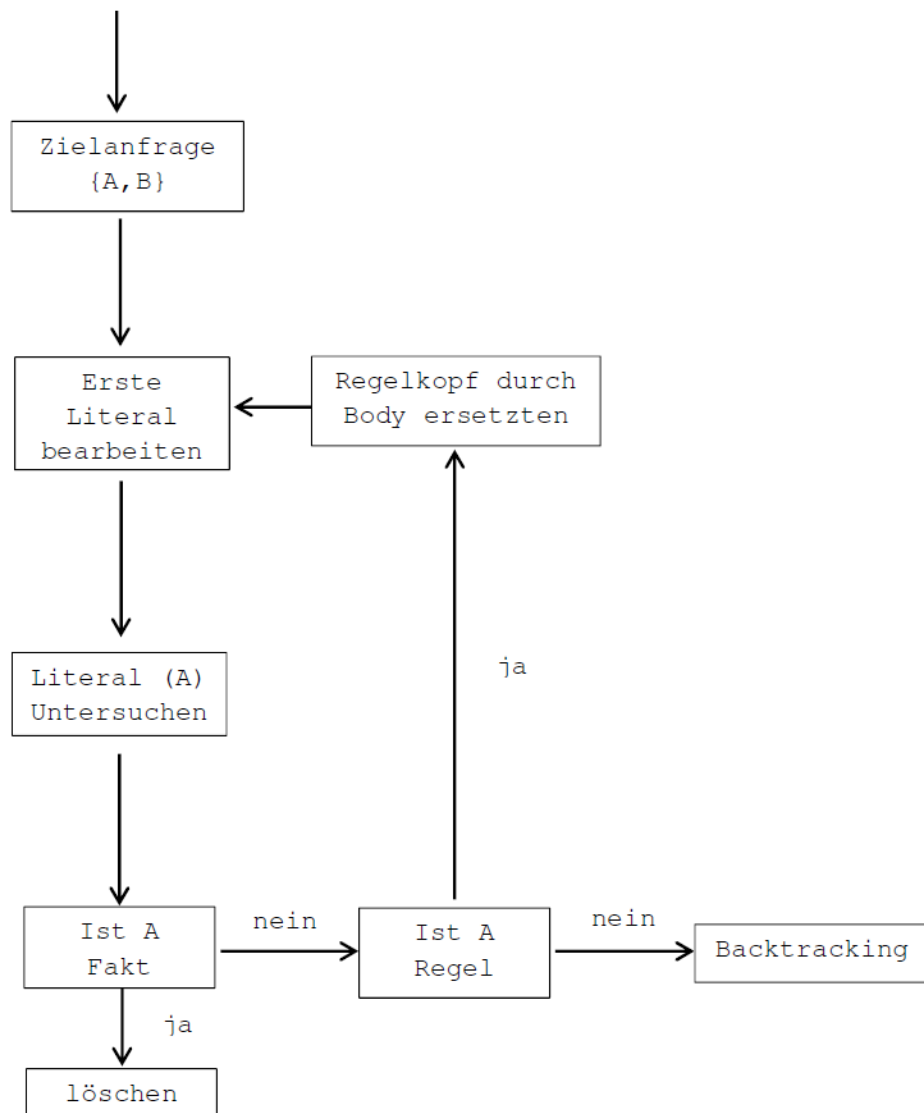 Zielanfrage
{A,B}
Erste
Literal
bearbeiten
Regelkopf durch
Body ersetzten
Literal (A)
Untersuchen
ja
Ist A
Fakt
nein
Ist A
Regel
nein
Backtracking
ja
löschen